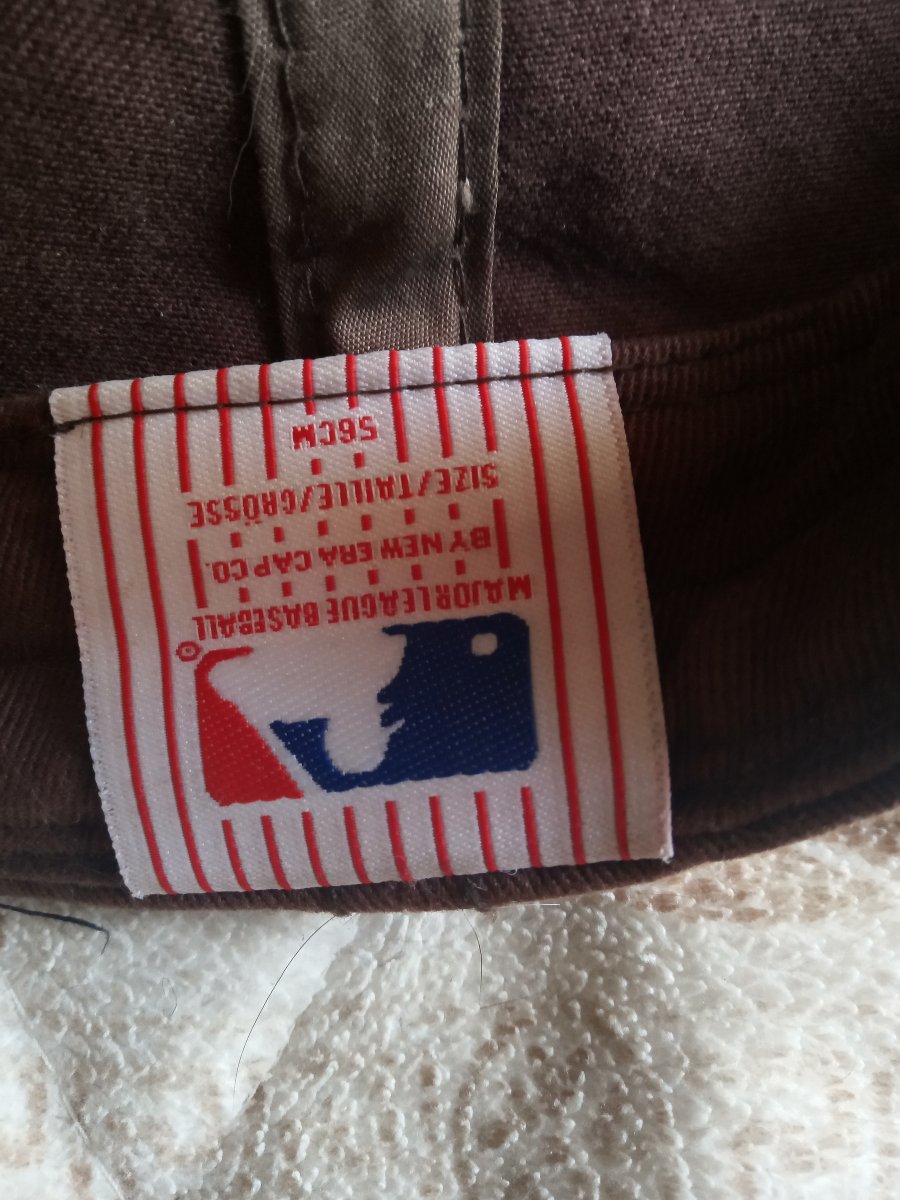 ®
MAJOR LEAGUE BASEBALL
BY NEW ERA CAP CO.
SIZE/TAILLE/GRÖSSE
56CM